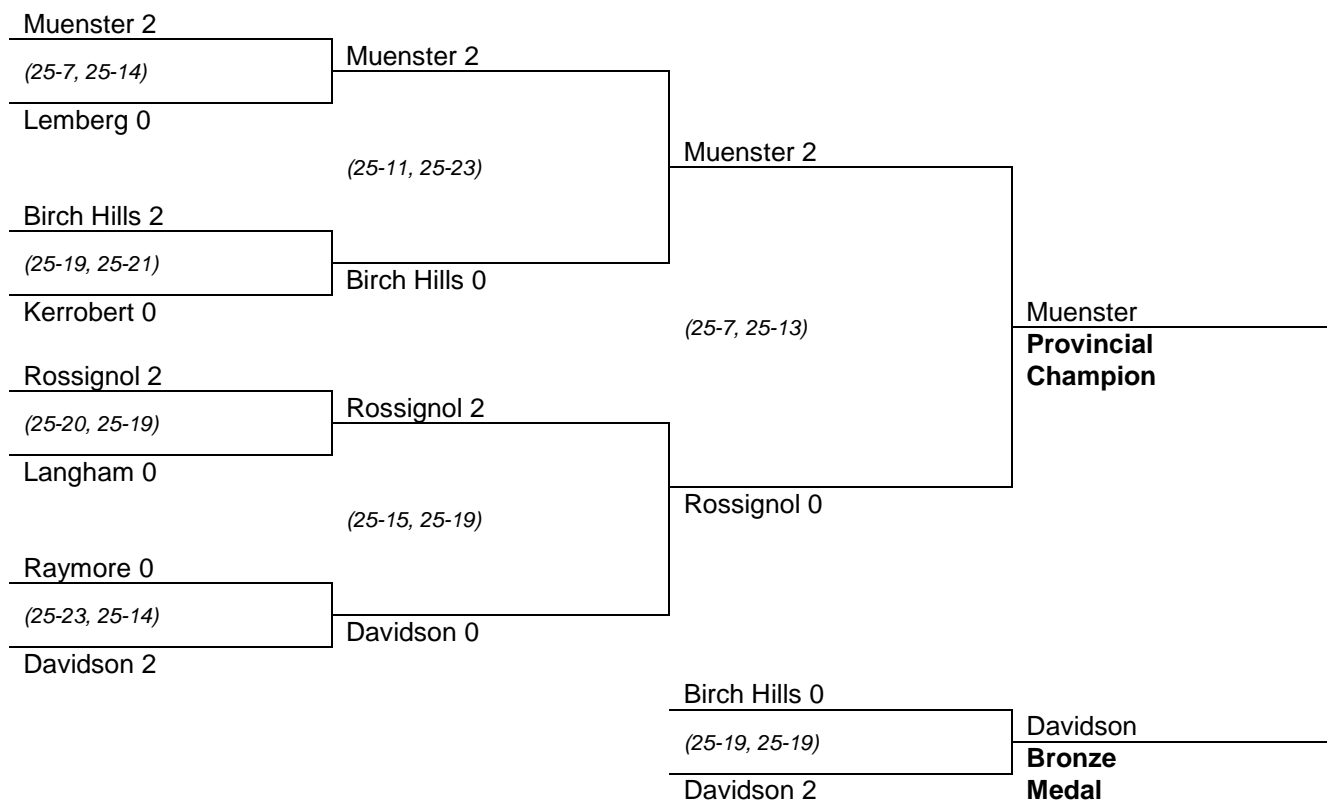 Muenster 2
(25-7, 25-14)
Lemberg 0
Birch Hills 2
(25-19, 25-21)
Kerrobert 0
Rossignol 2
(25-20, 25-19)
Langham 0
Raymore 0
(25-23, 25-14)
Davidson 2
Muenster 2
(25-11, 25-23)
Birch Hills 0
Rossignol 2
(25-15, 25-19)
Davidson 0
Muenster 2
(25-7, 25-13)
Rossignol 0
Muenster
Provincial
Champion
Birch Hills 0
(25-19, 25-19)
Davidson 2
Davidson
Bronze
Medal